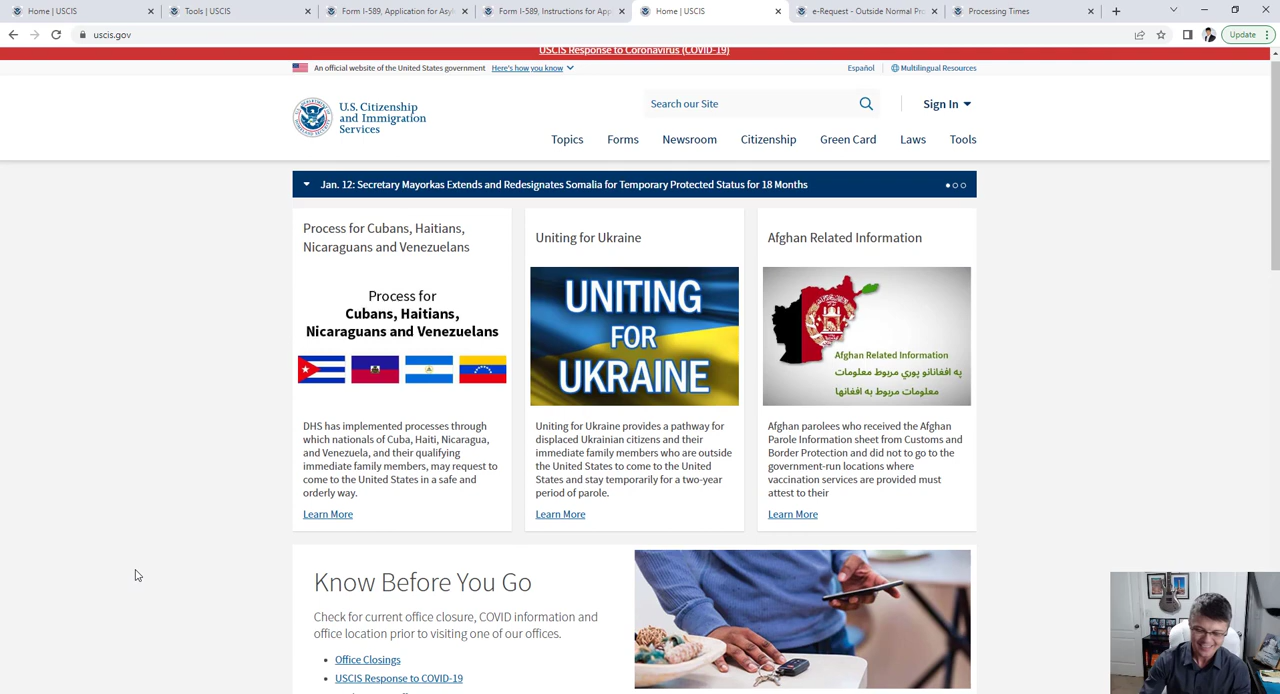 Home | USCIS
Tools | USCIS
Form I-589, Application for Asyl
Form I-589, Instructions for App
Home | USCIS
e-Request - Outside Normal Pro
Processing Times
uscis.gov
Update
USCIS Response to Coronavirus (COVID-19)
An official website of the United States government Here's how you know
Español
Multilingual Resources
U.S. Citizenship
and Immigration
Services
Search our Site
Sign In
Topics Forms Newsroom Citizenship Green Card Laws Tools
Jan. 12: Secretary Mayorkas Extends and Redesignates Somalia for Temporary Protected Status for 18 Months
Process for Cubans, Haitians,
Nicaraguans and Venezuelans
Process for
Cubans, Haitians,
Nicaraguans and Venezuelans
DHS has implemented processes through
which nationals of Cuba, Haiti, Nicaragua,
and Venezuela, and their qualifying
immediate family members, may request to
come to the United States in a safe and
orderly way.
Learn More
Uniting for Ukraine
UNITING
FOR
UKRAINE
Uniting for Ukraine provides a pathway for
displaced Ukrainian citizens and their
immediate family members who are outside
the United States to come to the United
States and stay temporarily for a two-year
period of parole.
Learn More
Afghan Related Information
Afghan Related Information
په افغانانو پوري مربوط معلومات
معلومات مربوط به افغانها
Afghan parolees who received the Afghan
Parole Information sheet from Customs and
Border Protection and did not to go to the
government-run locations where
vaccination services are provided must
attest to their
Learn More
Know Before You Go
Check for current office closure, COVID information and
office location prior to visiting one of our offices.
Office Closings
USCIS Response to COVID-19